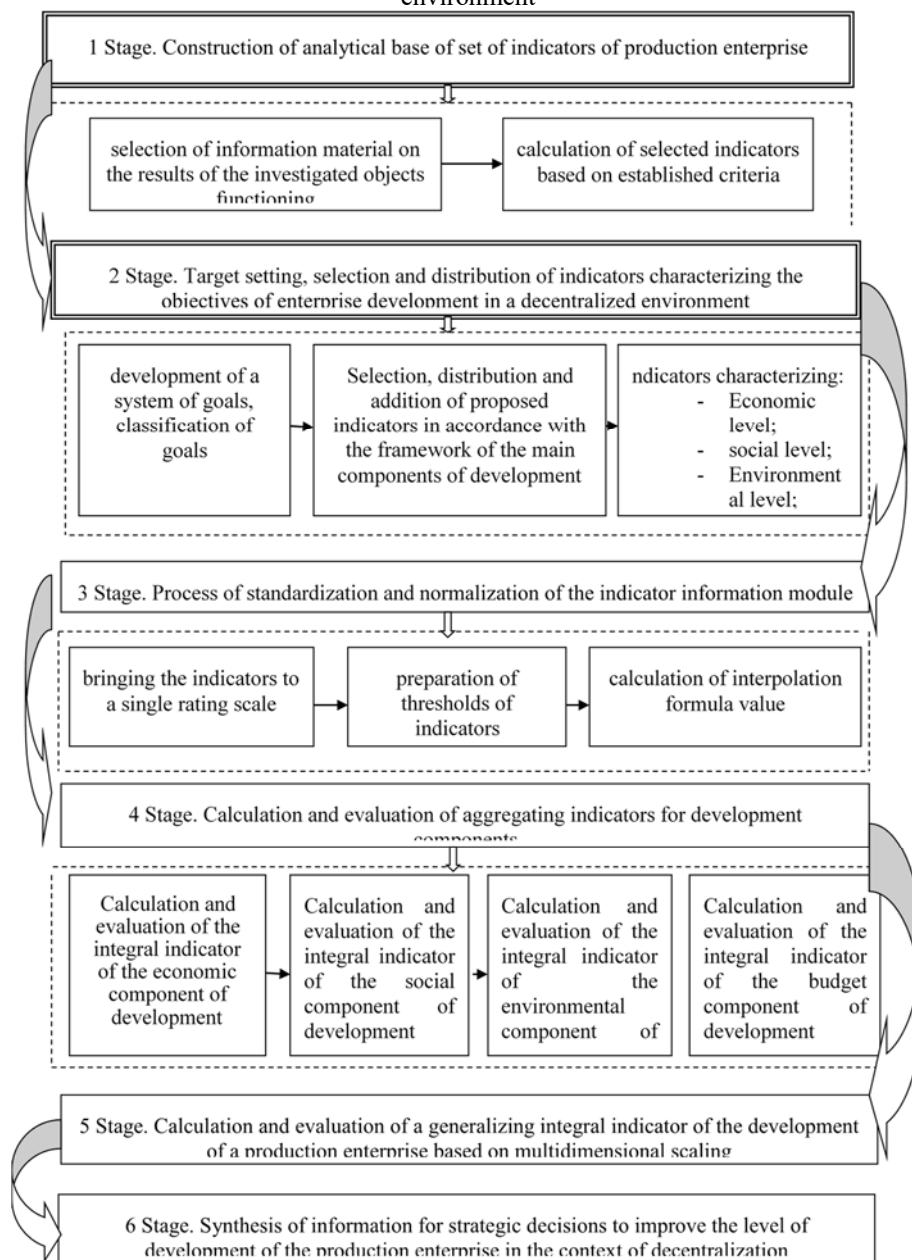 environment
1 Stage. Construction of analytical base of set of indicators of production enterprise
selection of information material on
the results of the investigated objects
functioning
calculation of selected indicators
based on established criteria
2 Stage. Target setting, selection and distribution of indicators characterizing the
objectives of enterprise development in a decentralized environment
development of a
system of goals,
classification of
goals
Selection, distribution and
addition of proposed
indicators in accordance with
the framework of the main
components of development
ndicators characterizing:
- Economic
level;
- social level;
- Environment
al level;
3 Stage. Process of standardization and normalization of the indicator information module
bringing the indicators to
a single rating scale
preparation of
thresholds of
indicators
calculation of interpolation
formula value
4 Stage. Calculation and evaluation of aggregating indicators for development
components
Calculation and
evaluation of the
integral indicator
of the economic
component of
development
Calculation and
evaluation of the
integral indicator
of the social
component of
development
Calculation and
evaluation of the
integral indicator
of the
environmental
component of
Calculation and
evaluation of the
integral indicator
of the budget
component of
development
5 Stage. Calculation and evaluation of a generalizing integral indicator of the development
of a production enterprise based on multidimensional scaling
6 Stage. Synthesis of information for strategic decisions to improve the level of
development of the production enterprise in the context of decentralization